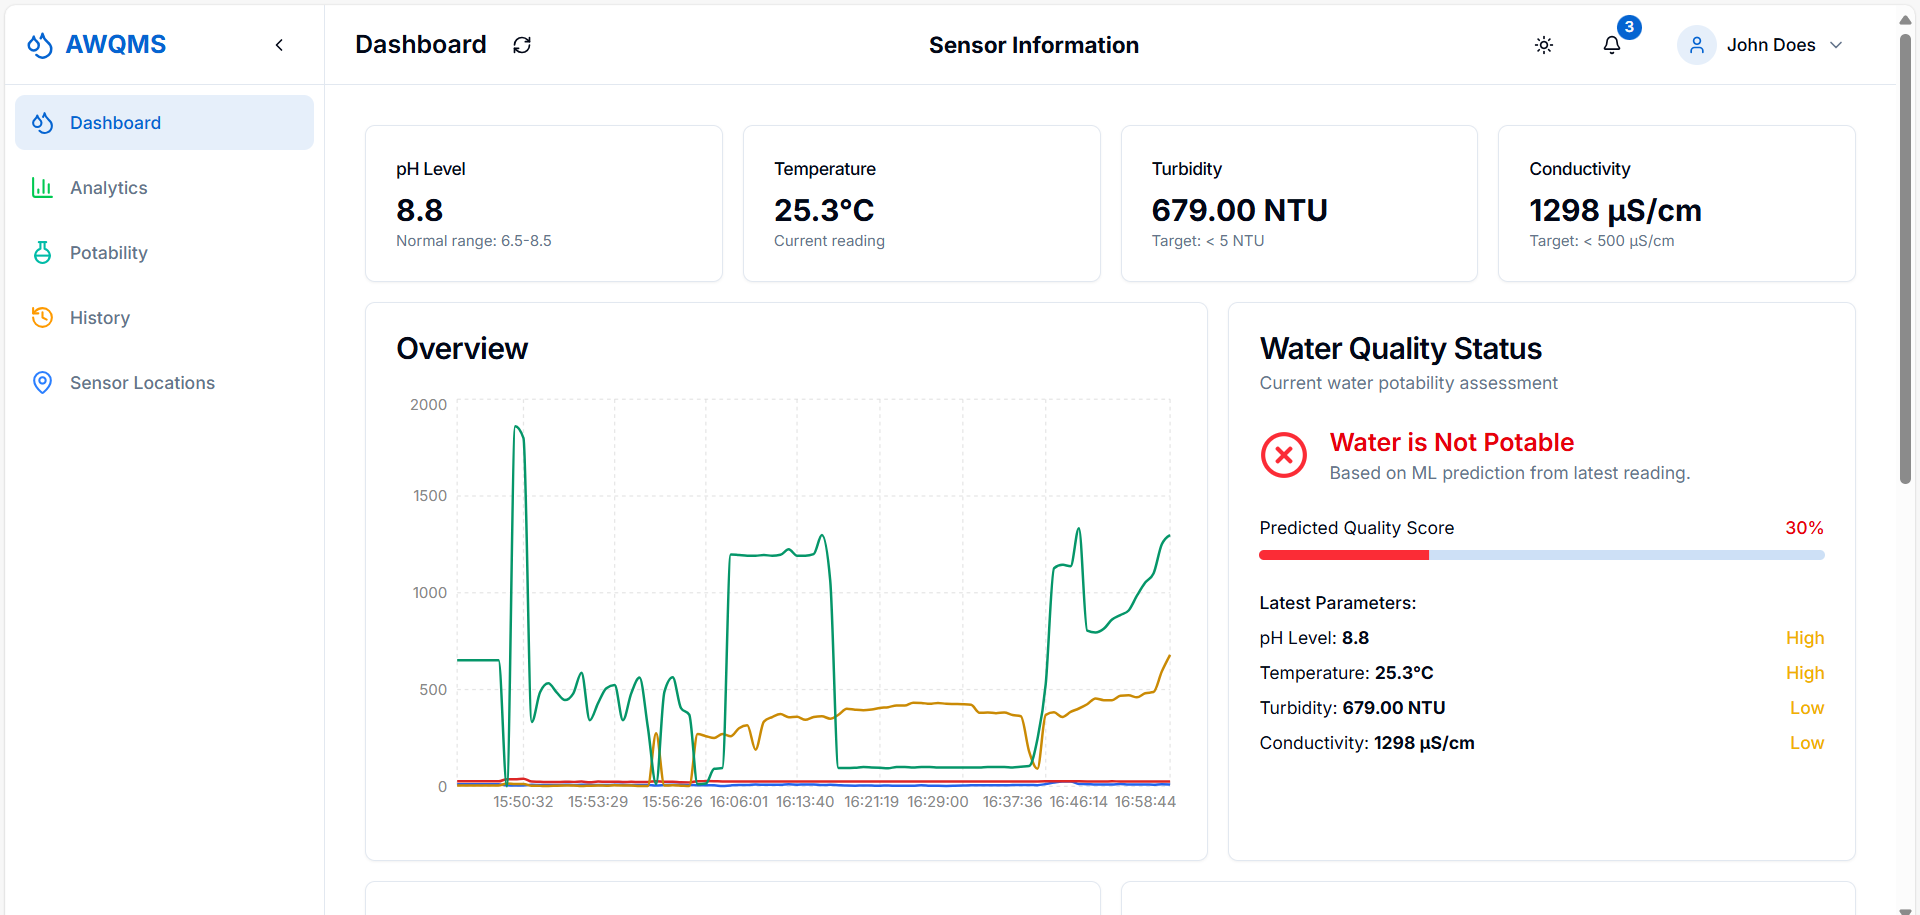 AWQMS
Dashboard
Sensor Information
3
John Does
Dashboard
Analytics
Potability
History
Sensor Locations
pH Level
8.8
Normal range: 6.5-8.5
Temperature
25.3°C
Current reading
Turbidity
679.00 NTU
Target: < 5 NTU
Conductivity
1298 µS/cm
Target: < 500 µS/cm
Overview
2000
1500
1000
500
0
15:50:32 15:53:29 15:56:26 16:06:01 16:13:40 16:21:19 16:29:00 16:37:36 16:46:14 16:58:44
Water Quality Status
Current water potability assessment
Water is Not Potable
Based on ML prediction from latest reading.
Predicted Quality Score 30%
Latest Parameters:
pH Level: 8.8 High
Temperature: 25.3°C High
Turbidity: 679.00 NTU Low
Conductivity: 1298 µS/cm Low